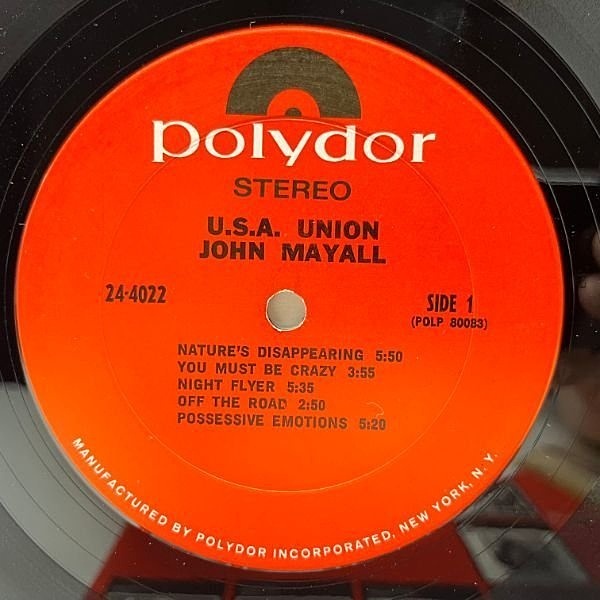 Polydor
STEREO
U.S.A. UNION
JOHN MAYALL
24-4022
SIDE 1
(POLP 80083)
NATURE'S DISAPPEARING 5:50
YOU MUST BE CRAZY 3:55
NIGHT FLYER 5:35
OFF THE ROAD 2:50
POSSESSIVE EMOTIONS 5:20
MANUFACTURED BY POLYDOR INCORPORATED, NEW YORK, N. Y.